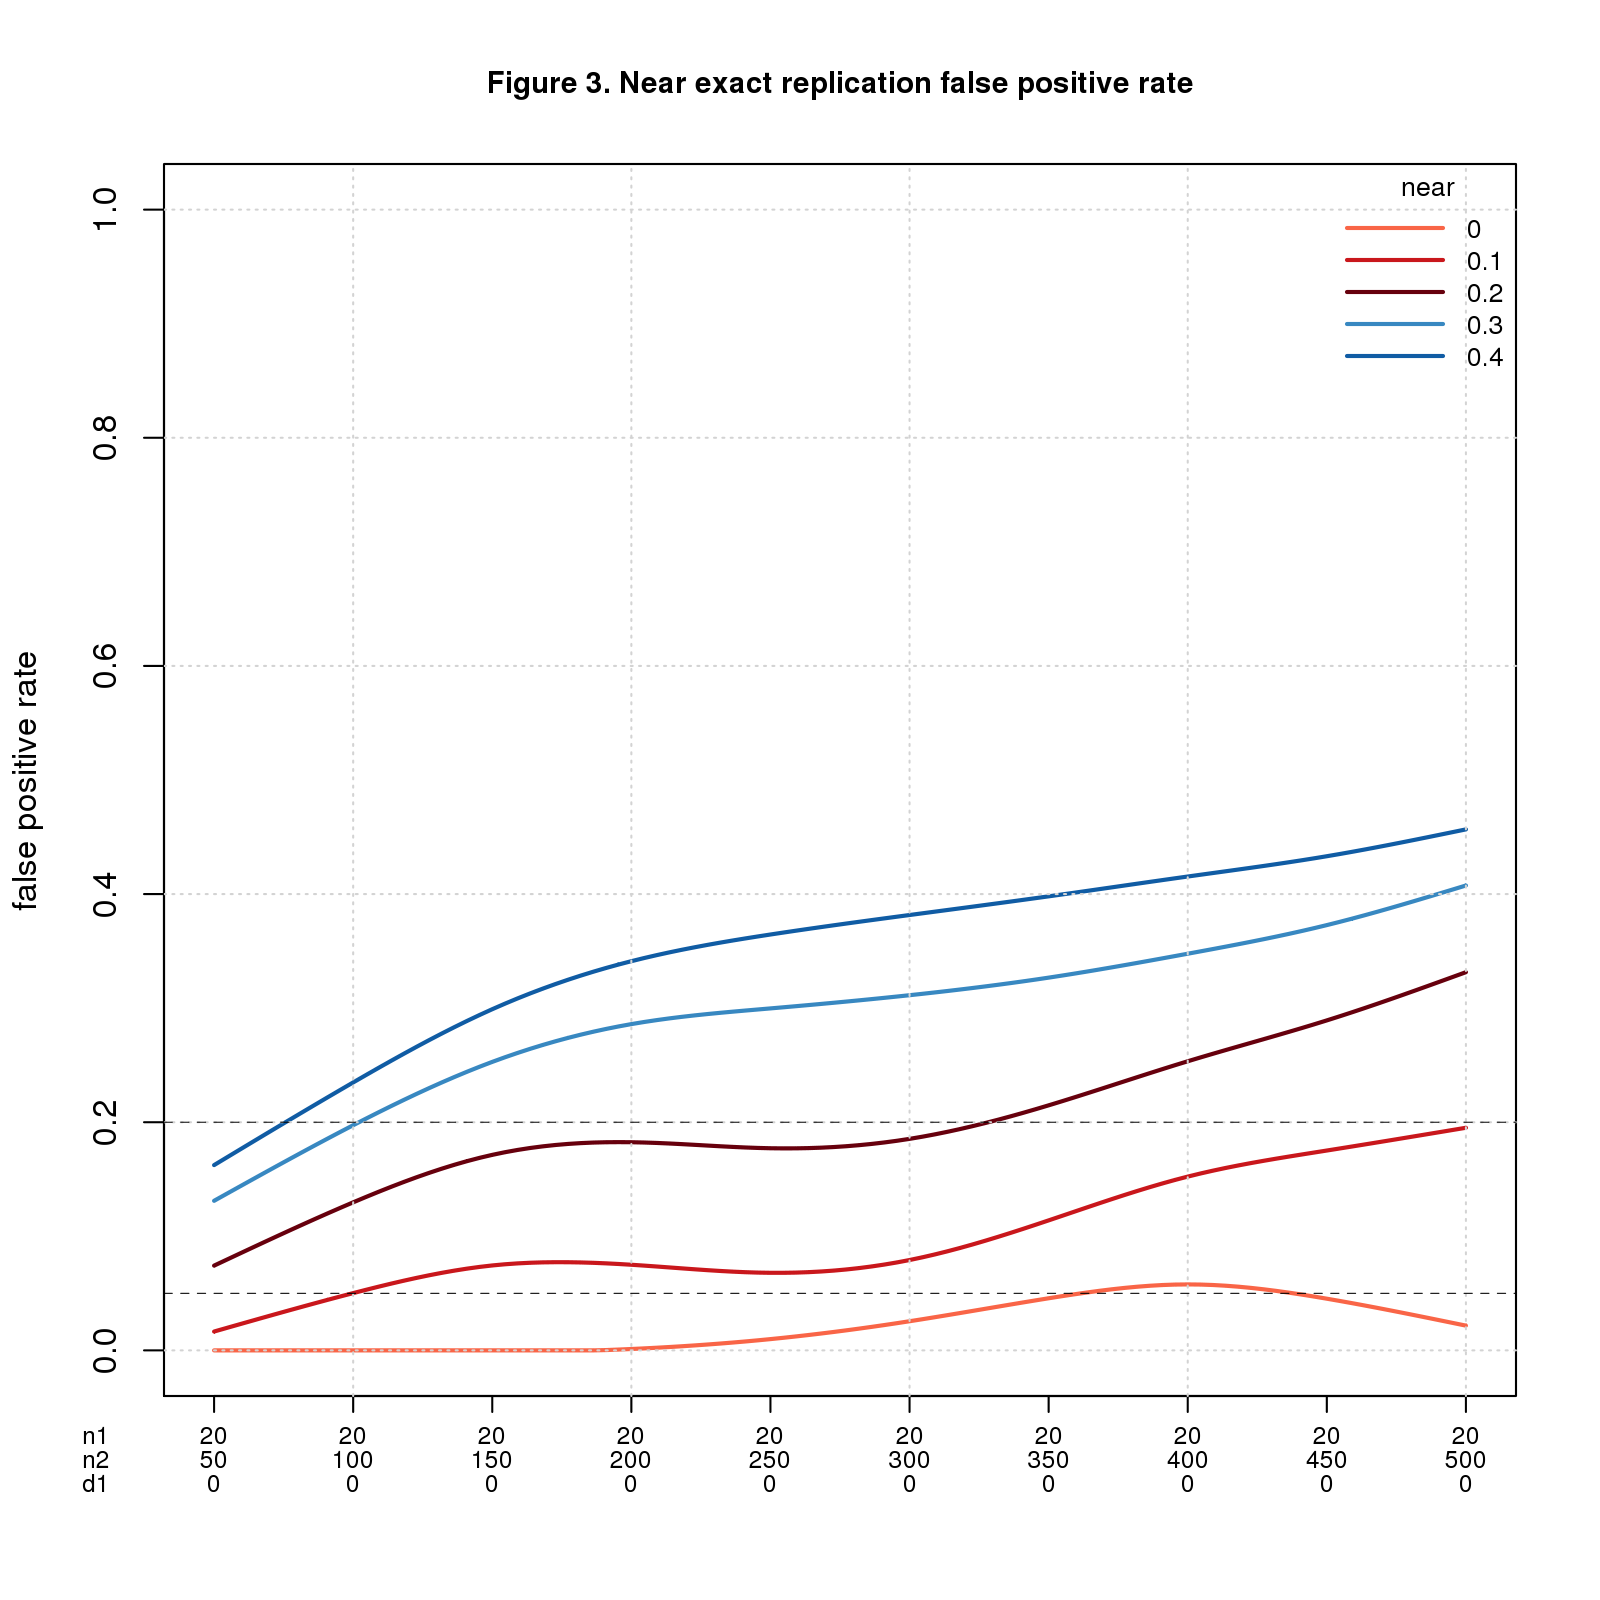 Figure 3. Near exact replication false positive rate
near
0
0.1
0.2
0.3
0.4
false positive rate
1.0
0.8
0.6
0.4
0.2
0.0
n1 20 20 20 20 20 20 20 20 20 20
n2 50 100 150 200 250 300 350 400 450 500
d1 0 0 0 0 0 0 0 0 0 0